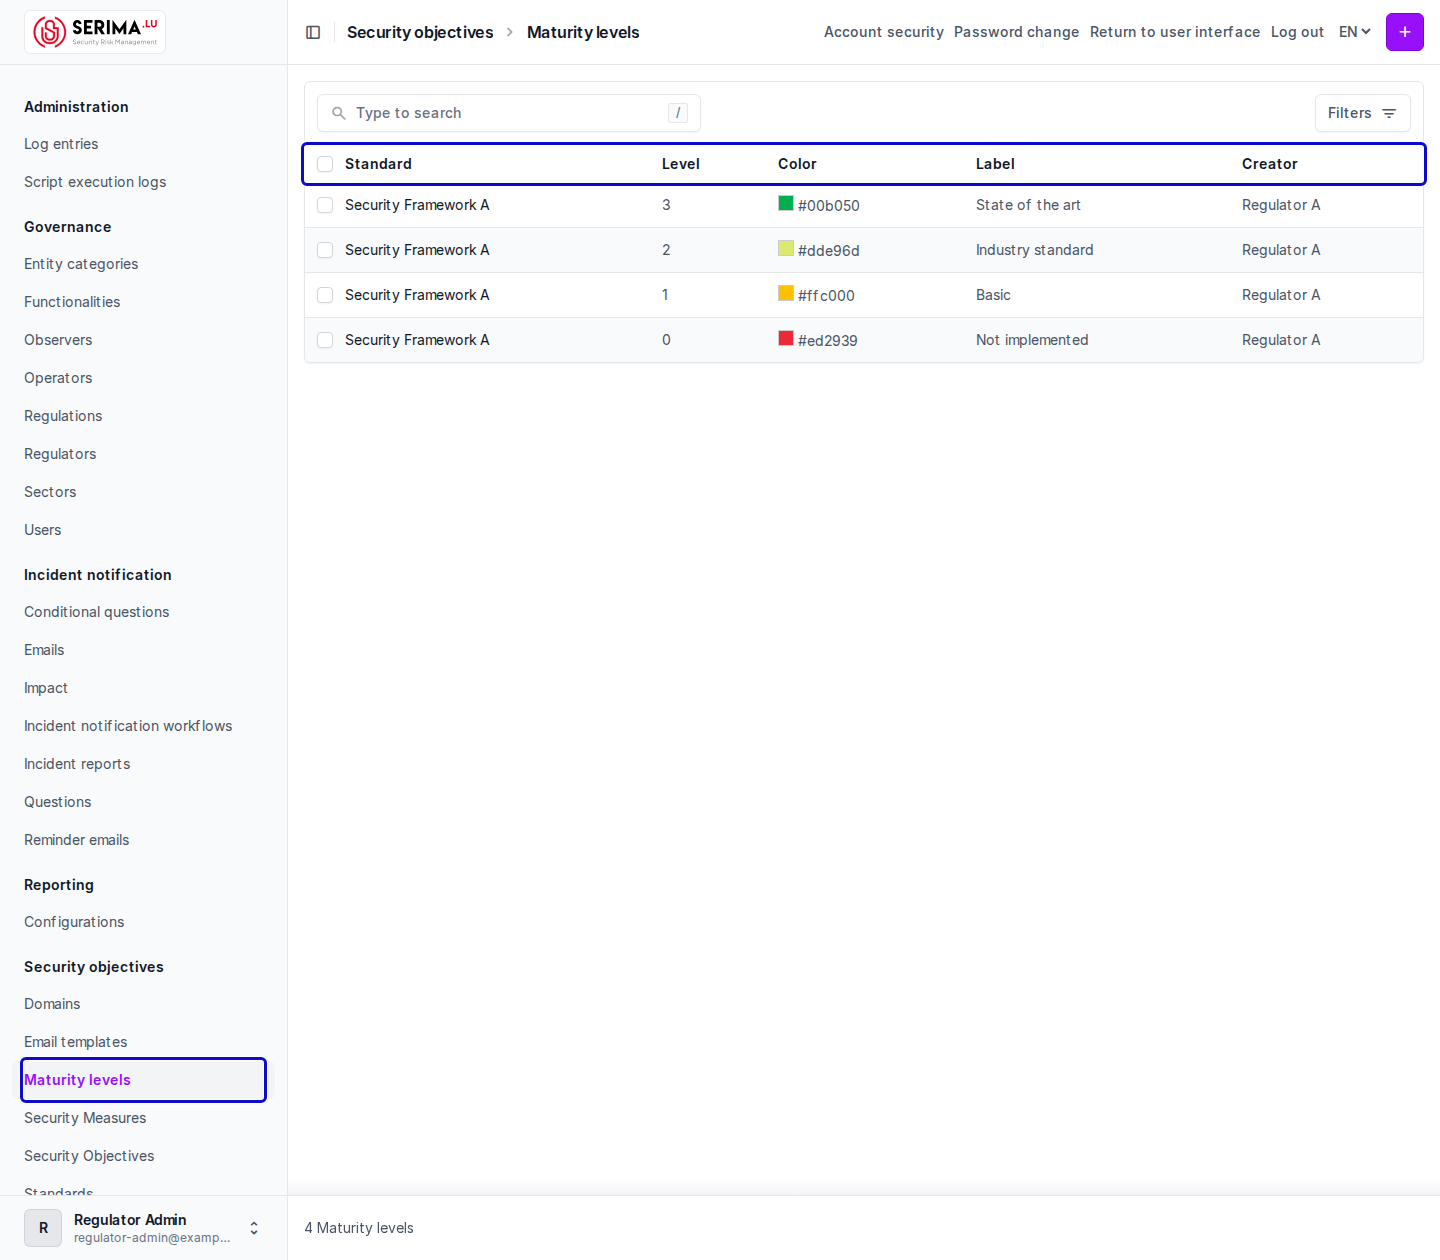 SERIMA.LU
Security Risk Management
Security objectives > Maturity levels
Account security Password change Return to user interface Log out EN +
Administration
Log entries
Script execution logs
Governance
Entity categories
Functionalities
Observers
Operators
Regulations
Regulators
Sectors
Users
Incident notification
Conditional questions
Emails
Impact
Incident notification workflows
Incident reports
Questions
Reminder emails
Reporting
Configurations
Security objectives
Domains
Email templates
Maturity levels
Security Measures
Security Objectives
Standards
R
Regulator Admin
regulator-admin@examp...
Type to search /
Filters
Standard Level Color Label Creator
Security Framework A 3 #00b050 State of the art Regulator A
Security Framework A 2 #dde96d Industry standard Regulator A
Security Framework A 1 #ffc000 Basic Regulator A
Security Framework A 0 #ed2939 Not implemented Regulator A
4 Maturity levels